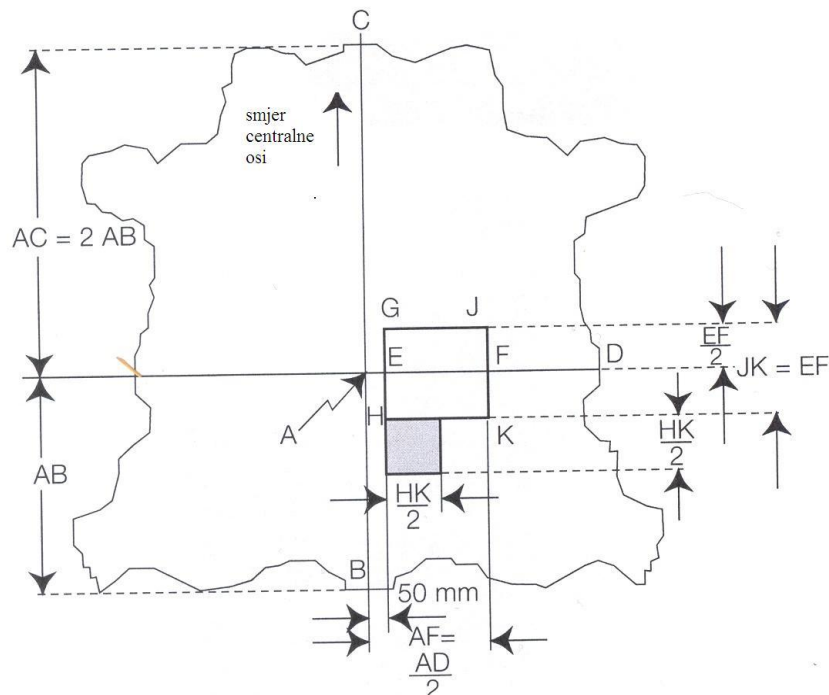 C
smjer
centralne
osi
AC = 2 AB
G J
E F D
EF
2
JK = EF
H
K
A
HK
2
AB
HK
2
B
50 mm
AF=
AD
2